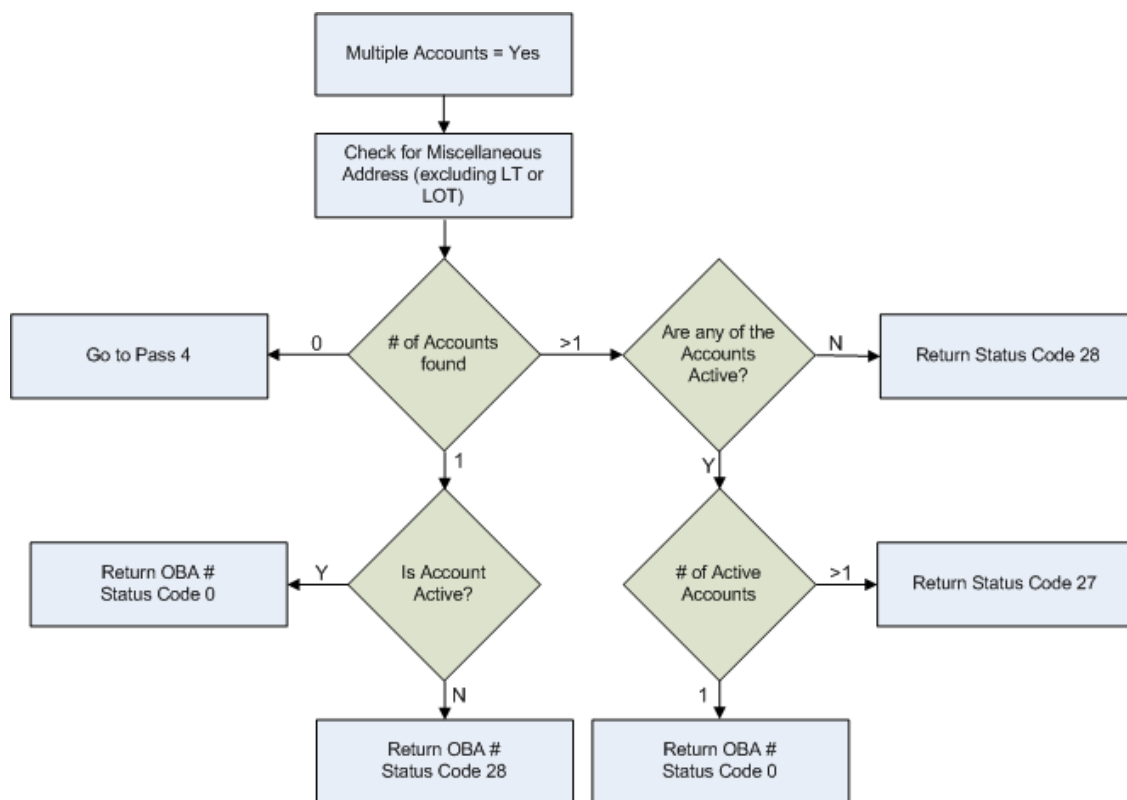 Multiple Accounts = Yes
Check for Miscellaneous
Address (excluding LT or
LOT)
Go to Pass 4
0
# of Accounts
found
>1
Are any of the
Accounts
Active?
N
Return Status Code 28
1
Y
Return OBA #
Status Code 0
Y
Is Account
Active?
# of Active
Accounts
>1
Return Status Code 27
N
1
Return OBA #
Status Code 28
Return OBA #
Status Code 0